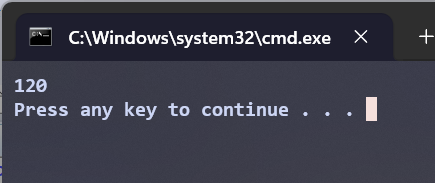 C:\Windows\system32\cmd.exe
120
Press any key to continue . . .